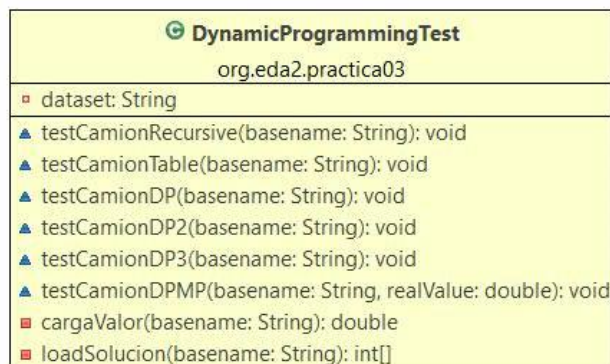 C DynamicProgrammingTest
org.eda2.practica03
dataset: String
testCamionRecursive(basename: String): void
testCamionTable(basename: String): void
testCamionDP(basename: String): void
testCamionDP2(basename: String): void
testCamionDP3(basename: String): void
testCamionDPMP(basename: String, realValue: double): void
cargaValor(basename: String): double
loadSolucion(basename: String): int[]